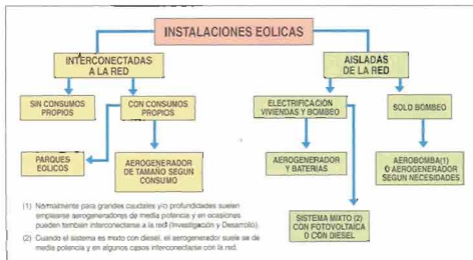 INSTALACIONES EOLICAS
INTERCONECTADAS
A LA RED
AISLADAS
DE LA RED
SIN CONSUMOS
PROPIOS
CON CONSUMOS
PROPIOS
ELECTRIFICACIÓN
VIVIENDAS Y BOMBEO
SOLO BOMBEO
PARQUES
EOLICOS
AEROGENERADOR
DE TAMAÑO SEGUN
CONSUMO
AEROGENERADOR
Y BATERIAS
AEROBOMBA(1)
O AEROGENERADOR
SEGUN NECESIDADES
SISTEMA MIXTO (2)
CON FOTOVOLTAICA
O CON DIESEL
(1) Normalmente para grandes caudales y/o profundidades suelen
emplearse aerogeneradores de media potencia y en ocasiones
pueden también interconectarse a la red (Investigación y Desarrollo).
(2) Cuando el sistema es mixto con diesel, el aerogenerador suele se de
media potencia y en algunos casos interconectarse con la red.